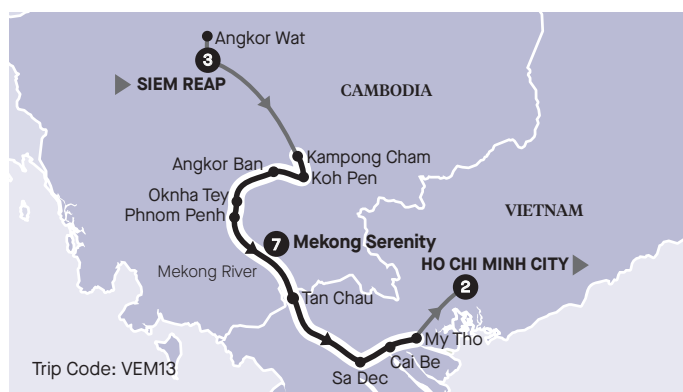 Angkor Wat
3
SIEM REAP
CAMBODIA
Kampong Cham
Angkor Ban
Koh Pen
Oknha Tey
Phnom Penh
VIETNAM
7 Mekong Serenity
HO CHI MINH CITY
Mekong River
2
Tan Chau
My Tho
Cai Be
Trip Code: VEM13
Sa Dec